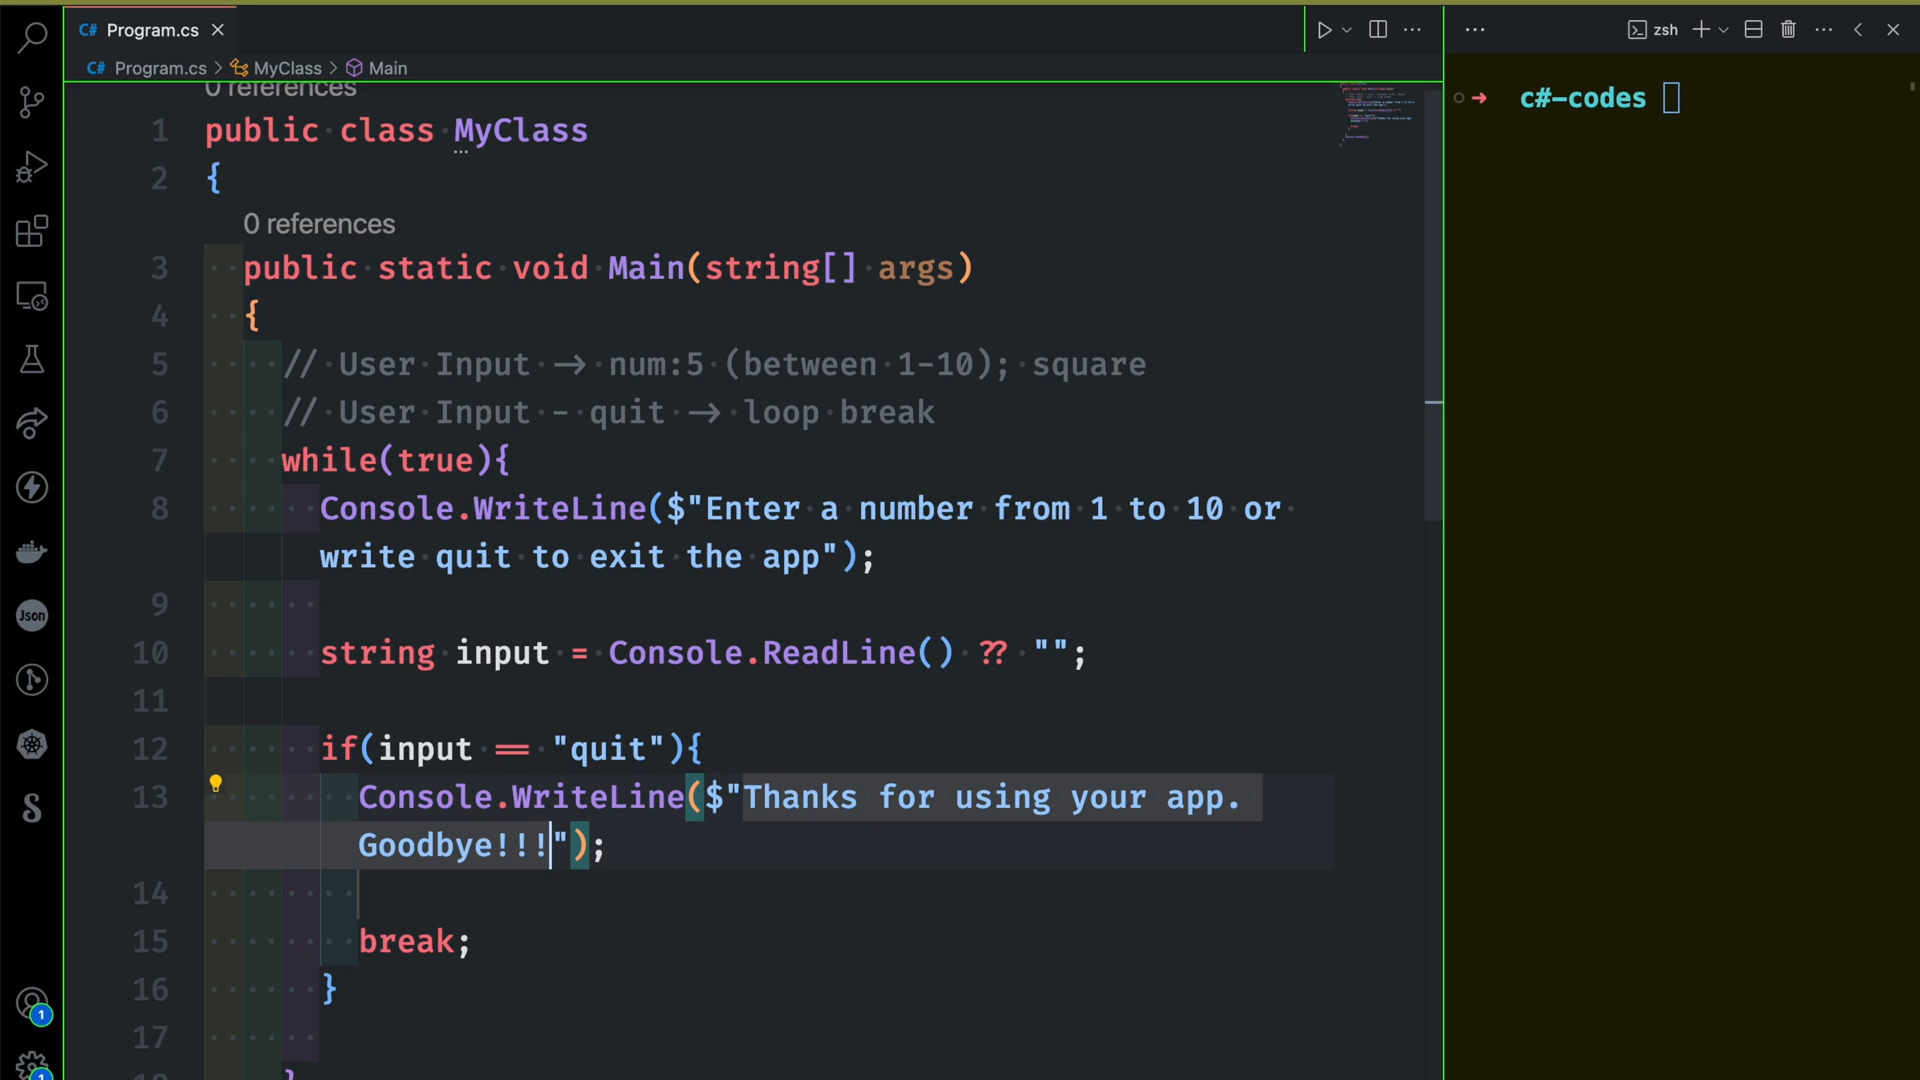 Program.cs
zsh
Program.cs > MyClass > Main
0 references
1 public class MyClass
2 {
0 references
3 public static void Main(string[] args)
4 {
5 // User Input -> num:5 (between 1-10); square
6 // User Input - quit -> loop break
7 while(true){
8 Console.WriteLine($"Enter a number from 1 to 10 or
write quit to exit the app");
9
10 string input = Console.ReadLine() ?? "";
11
12 if(input == "quit"){
13 Console.WriteLine($"Thanks for using your app.
Goodbye!!!");
14
15 break;
16 }
17
}
c#-codes
Json
1
1